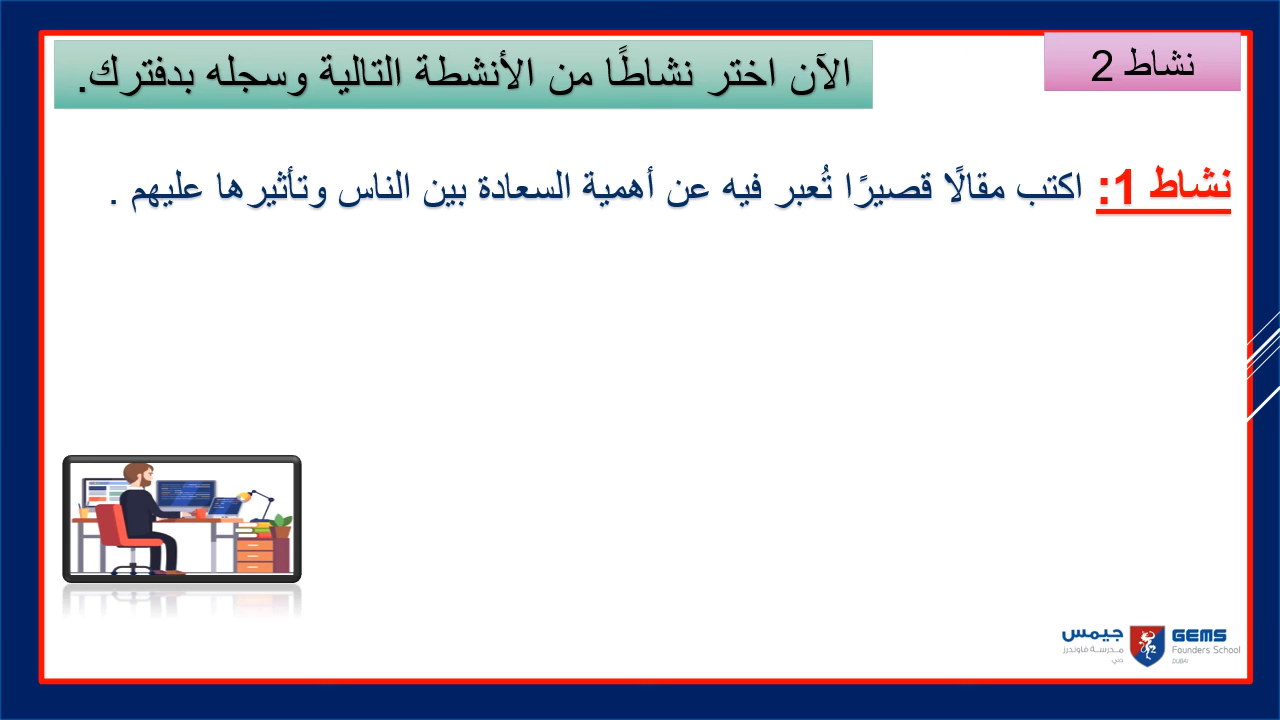 نشاط 2
الآن اختر نشاطًا من الأنشطة التالية وسجله بدفترك.
نشاط 1: اكتب مقالًا قصيرًا تُعبر فيه عن أهمية السعادة بين الناس وتأثيرها عليهم .
جيمس
مدرسة فاوندرز
دبي
GEMS
Founders School
DUBAI